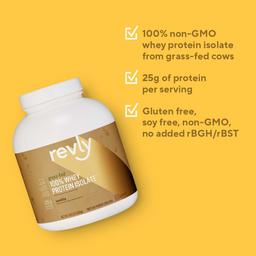 100% non-GMO
whey protein isolate
from grass-fed cows
25g of protein
per serving
Gluten free,
soy free, non-GMO,
no added rBGH/rBST
revly
100% WHEY
PROTEIN ISOLATE